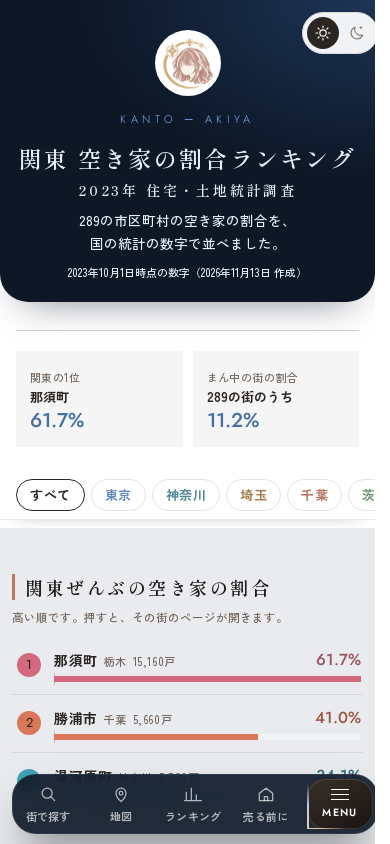 KANTO — AKIYA
関東 空き家の割合ランキング
2023年 住宅・土地統計調査
289の市区町村の空き家の割合を、
国の統計の数字で並べました。
2023年10月1日時点の数字（2026年11月13日 作成）
関東の1位
那須町
61.7%
まん中の街の割合
289の街のうち
11.2%
すべて 東京 神奈川 埼玉 千葉 茨
関東ぜんぶの空き家の割合
高い順です。押すと、その街のページが開きます。
1 那須町 栃木 15,160戸 61.7%
2 勝浦市 千葉 5,660戸 41.0%
湯河原町
街で探す 地図 ランキング 売る前に MENU